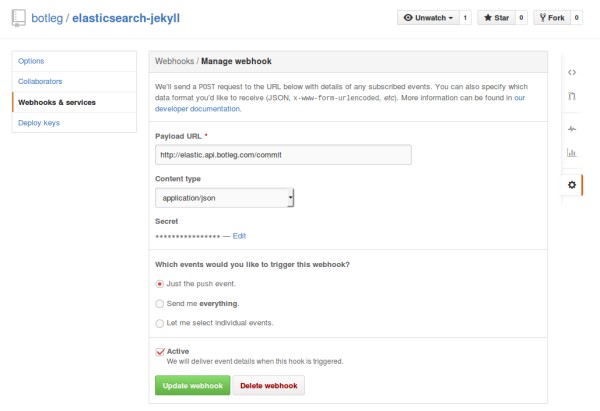 botleg / elasticsearch-jekyll
Unwatch 1 Star 0 Fork 0
Options
Collaborators
Webhooks & services
Deploy keys
Webhooks / Manage webhook
We'll send a POST request to the URL below with details of any subscribed events. You can also specify which
data format you'd like to receive (JSON, x-www-form-urlencoded, etc). More information can be found in our
developer documentation.
Payload URL *
http://elastic.api.botleg.com/commit
Content type
application/json
Secret
**************** — Edit
Which events would you like to trigger this webhook?
Just the push event.
Send me everything.
Let me select individual events.
Active
We will deliver event details when this hook is triggered.
Update webhook Delete webhook